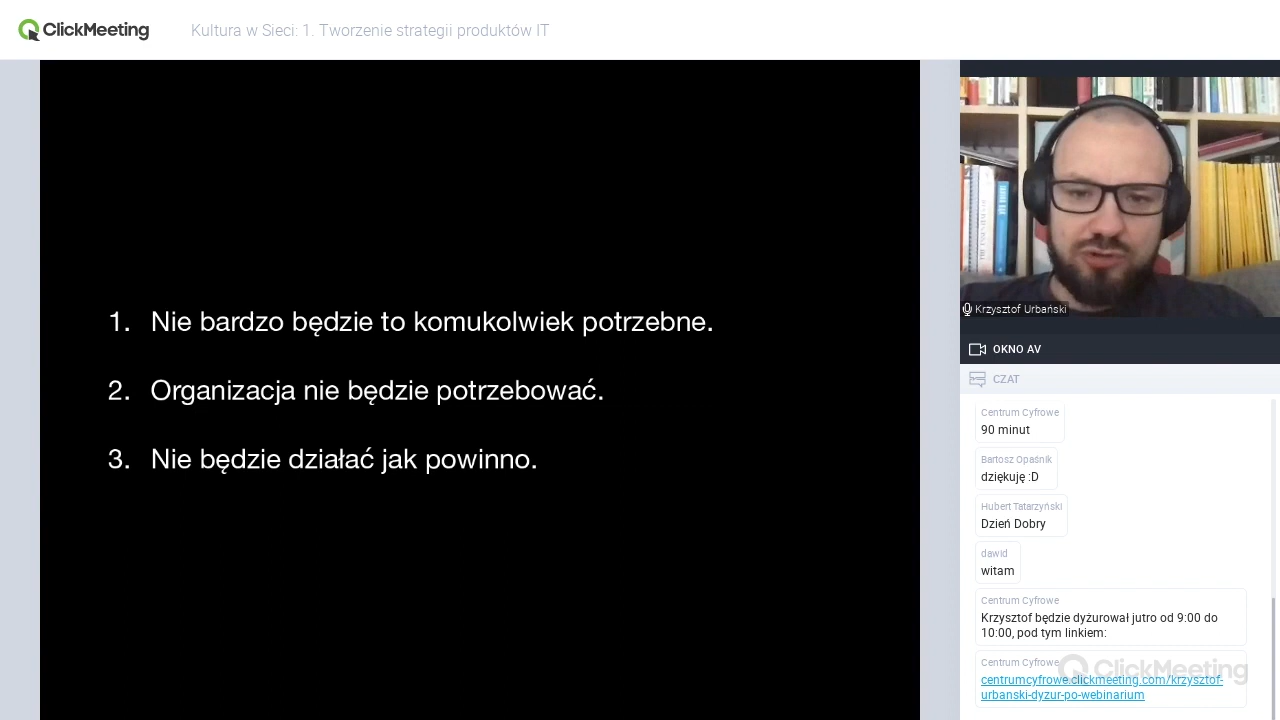 ClickMeeting
Kultura w Sieci: 1. Tworzenie strategii produktów IT
1. Nie bardzo będzie to komukolwiek potrzebne.
2. Organizacja nie będzie potrzebować.
3. Nie będzie działać jak powinno.
Krzysztof Urbański
OKNO AV
CZAT
Centrum Cyfrowe
90 minut
Bartosz Opaśnik
dziękuję :D
Hubert Tatarzyński
Dzień Dobry
dawid
witam
Centrum Cyfrowe
Krzysztof będzie dyżurował jutro od 9:00 do
10:00, pod tym linkiem:
Centrum Cyfrowe
ClickMeeting
centrumcyfrowe.clickmeeting.com/krzysztof-
urbanski-dyzur-po-webinarium